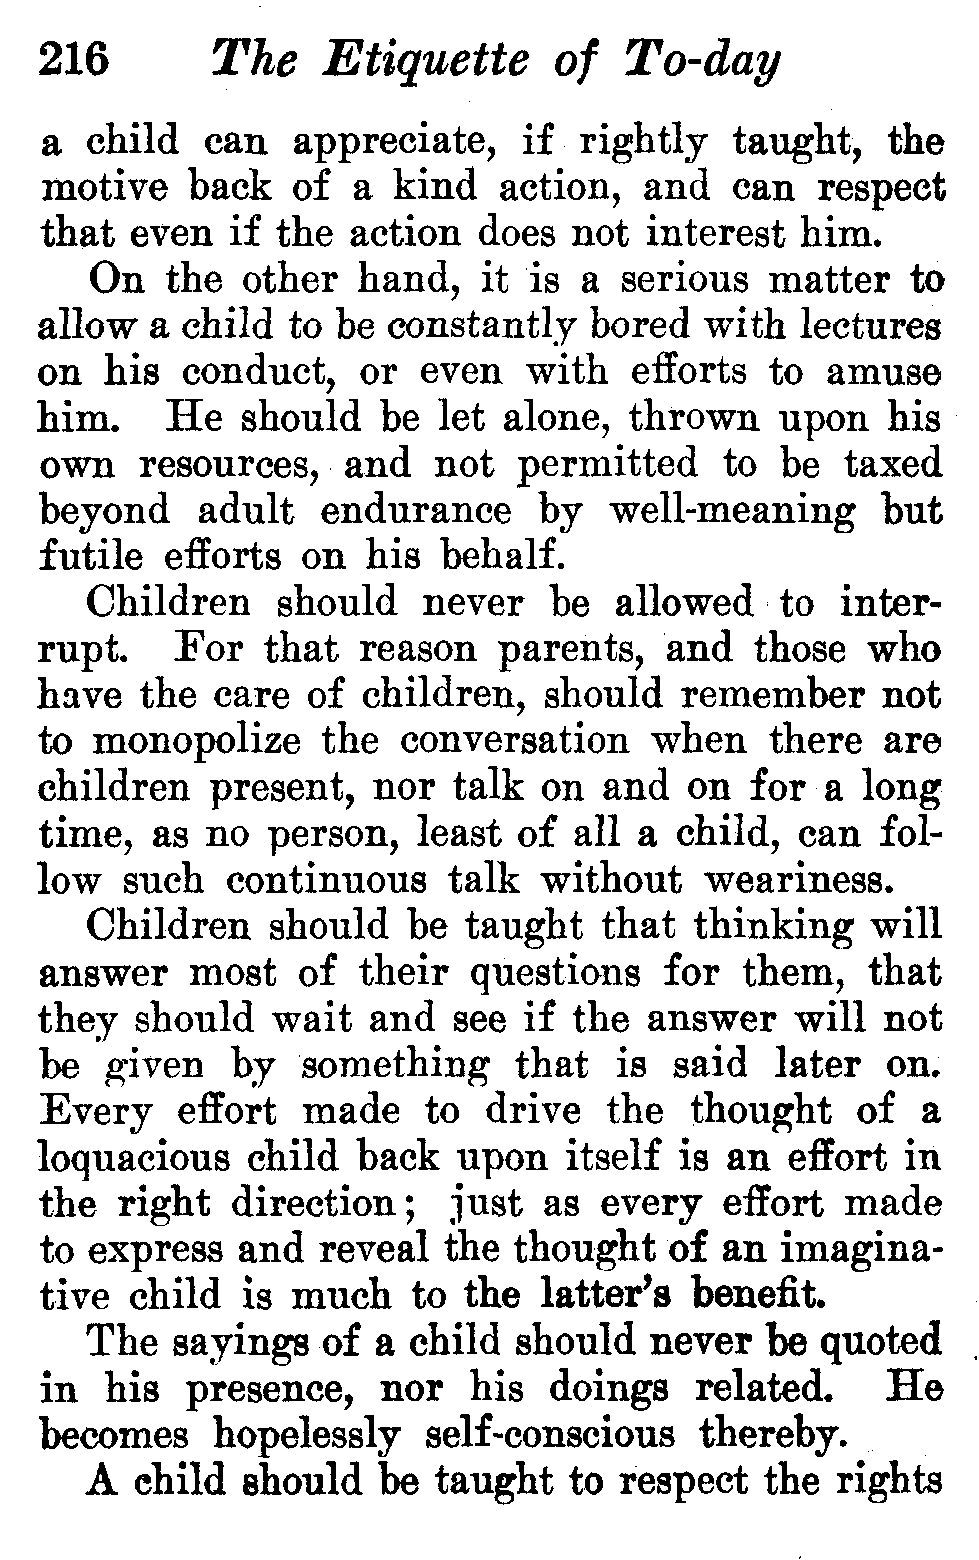 216 The Etiquette of To-day
a child can appreciate, if rightly taught, the
motive back of a kind action, and can respect
that even if the action does not interest him.
On the other hand, it is a serious matter to
allow a child to be constantly bored with lectures
on his conduct, or even with efforts to amuse
him. He should be let alone, thrown upon his
own resources, and not permitted to be taxed
beyond adult endurance by well-meaning but
futile efforts on his behalf.
Children should never be allowed to inter-
rupt. For that reason parents, and those who
have the care of children, should remember not
to monopolize the conversation when there are
children present, nor talk on and on for a long
time, as no person, least of all a child, can fol-
low such continuous talk without weariness.
Children should be taught that thinking will
answer most of their questions for them, that
they should wait and see if the answer will not
be given by something that is said later on.
Every effort made to drive the thought of a
loquacious child back upon itself is an effort in
the right direction; just as every effort made
to express and reveal the thought of an imagina-
tive child is much to the latter's benefit.
The sayings of a child should never be quoted
in his presence, nor his doings related. He
becomes hopelessly self-conscious thereby.
A child should be taught to respect the rights